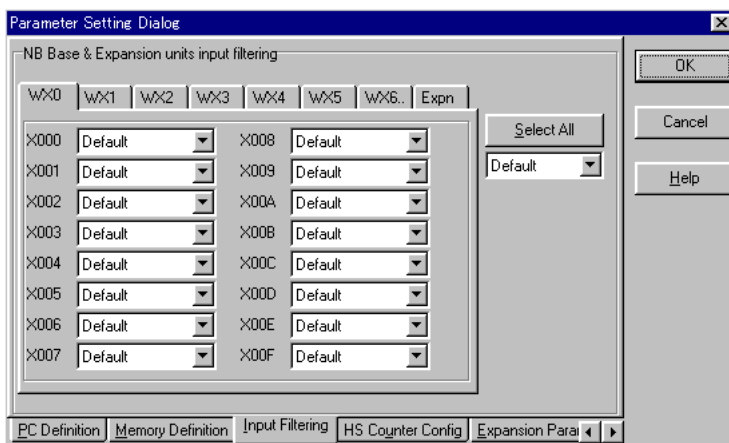 Parameter Setting Dialog
NB Base & Expansion units input filtering
WX0 WX1 WX2 WX3 WX4 WX5 WX6.. Expn
X000 Default X008 Default
X001 Default X009 Default
X002 Default X00A Default
X003 Default X00B Default
X004 Default X00C Default
X005 Default X00D Default
X006 Default X00E Default
X007 Default X00F Default
Select All
Default
OK
Cancel
Help
PC Definition Memory Definition Input Filtering HS Counter Config Expansion Para